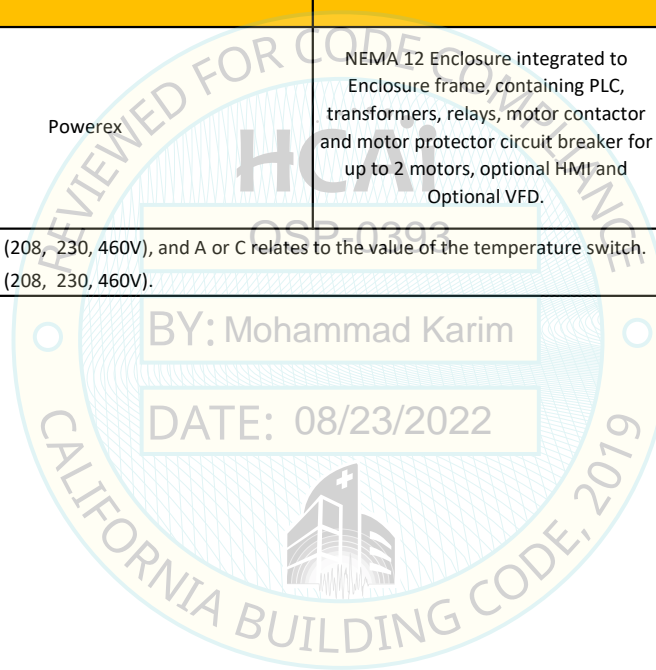 Powerex
NEMA 12 Enclosure integrated to
Enclosure frame, containing PLC,
transformers, relays, motor contactor
and motor protector circuit breaker for
up to 2 motors, optional HMI and
Optional VFD.
(208, 230, 460V), and A or C relates to the value of the temperature switch.
(208, 230, 460V).
REVIEWED FOR CODE COMPLIANCE
HCAi
OSP-0393
BY: Mohammad Karim
DATE: 08/23/2022
CALIFORNIA BUILDING CODE, 2019